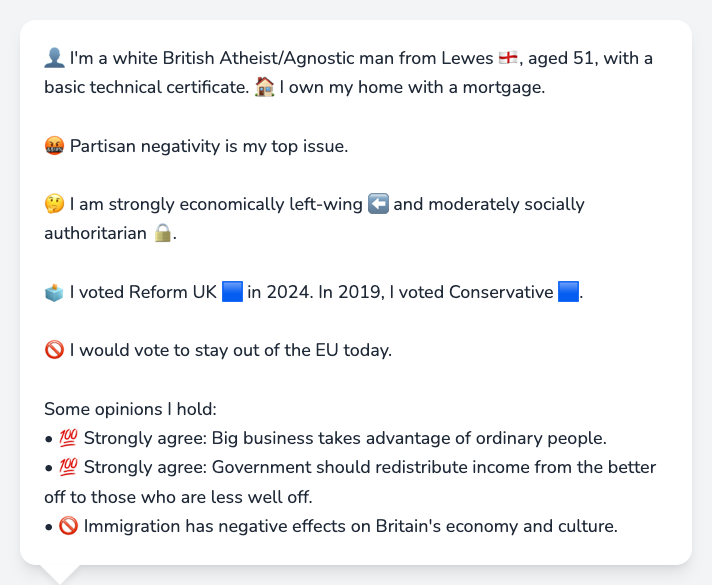 👤 I'm a white British Atheist/Agnostic man from Lewes 🏴󠁧󠁢󠁥󠁮󠁧󠁿, aged 51, with a
basic technical certificate. 🏠 I own my home with a mortgage.
🤬 Partisan negativity is my top issue.
🤔 I am strongly economically left-wing ⬅️ and moderately socially
authoritarian 🔒.
🗳️ I voted Reform UK 🟦 in 2024. In 2019, I voted Conservative 🟦.
🚫 I would vote to stay out of the EU today.
Some opinions I hold:
• 💯 Strongly agree: Big business takes advantage of ordinary people.
• 💯 Strongly agree: Government should redistribute income from the better
off to those who are less well off.
• 🚫 Immigration has negative effects on Britain's economy and culture.